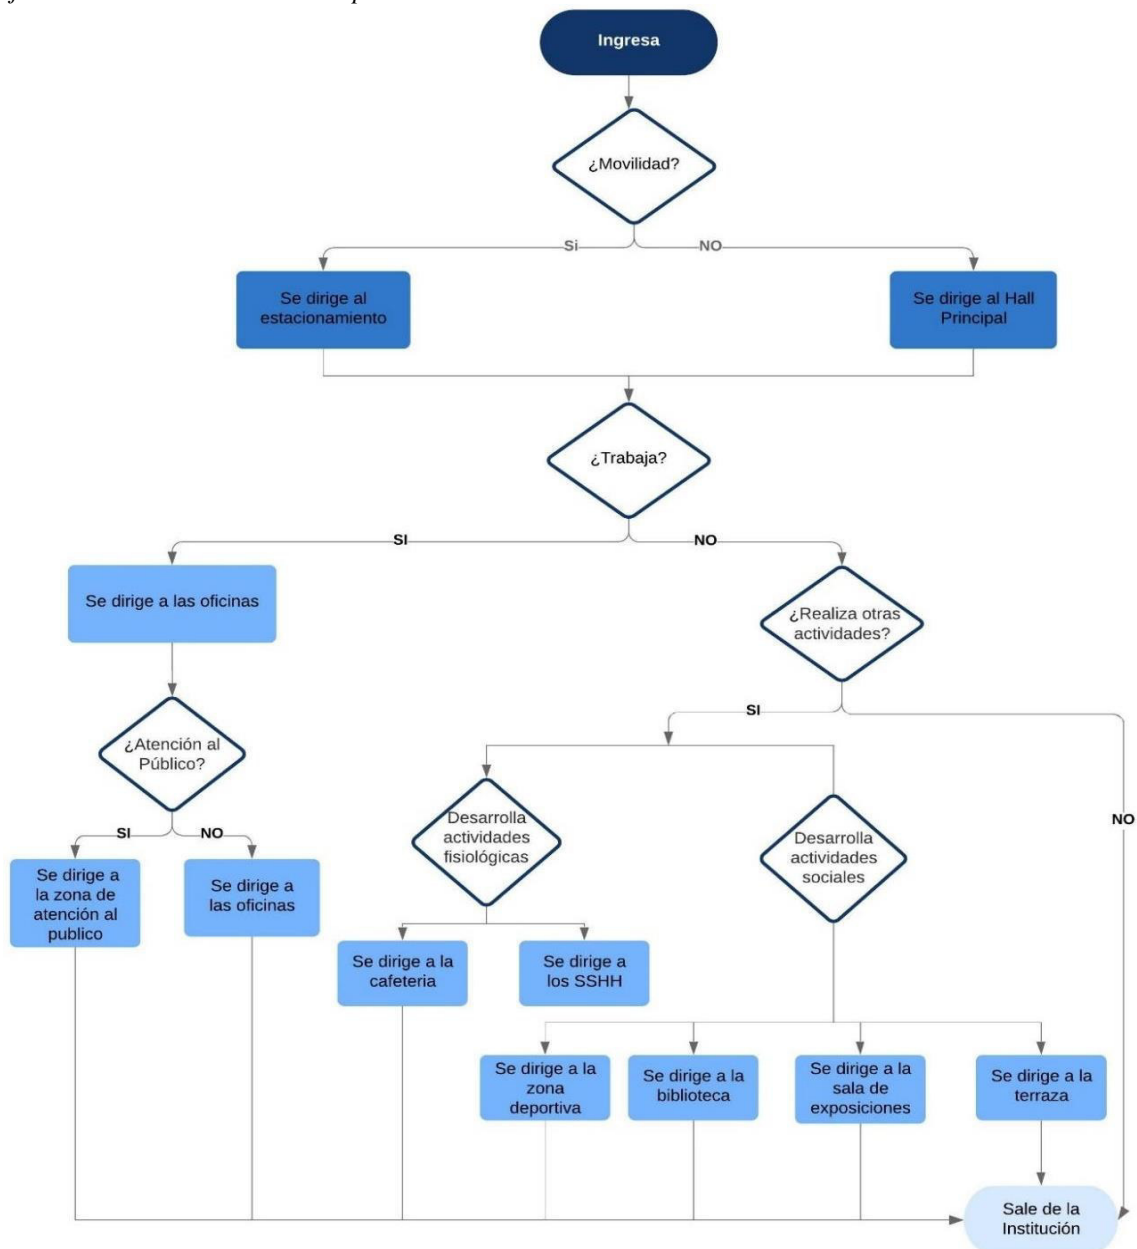 Ingresa
¿Movilidad?
Si
NO
Se dirige al
estacionamiento
Se dirige al Hall
Principal
¿Trabaja?
SI
NO
Se dirige a las oficinas
¿Realiza otras
actividades?
SI
NO
¿Atención al
Público?
SI
NO
Se dirige a
la zona de
atención al
publico
Se dirige a
las oficinas
Desarrolla
actividades
fisiológicas
Desarrolla
actividades
sociales
Se dirige a la
cafeteria
Se dirige a
los SSHH
Se dirige a la
zona
deportiva
Se dirige a la
biblioteca
Se dirige a la
sala de
exposiciones
Se dirige a la
terraza
Sale de la
Institución